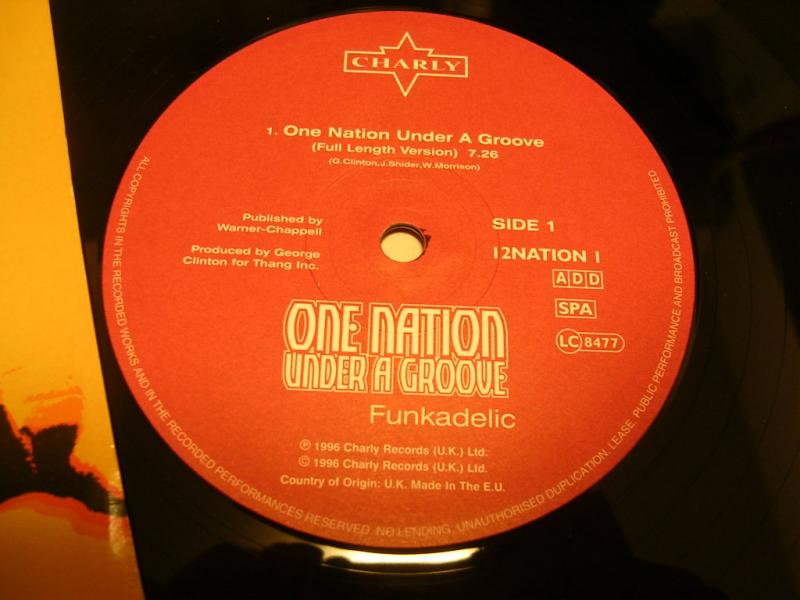 CHARLY
1. One Nation Under A Groove
(Full Length Version) 7.26
(G.Clinton,J.Shider,W.Morrison)
Published by
Warner-Chappell
Produced by George
Clinton for Thang Inc.
SIDE 1
12NATION 1
ADD
SPA
LC 8477
ONE NATION
UNDER A GROOVE
Funkadelic
℗ 1996 Charly Records (U.K.) Ltd.
© 1996 Charly Records (U.K.) Ltd.
Country of Origin: U.K. Made In The E.U.
ALL COPYRIGHTS IN THE RECORDED WORKS AND IN THE RECORDED PERFORMANCES RESERVED. NO LENDING, UNAUTHORISED DUPLICATION, LEASE, PUBLIC PERFORMANCE AND BROADCAST PROHIBITED